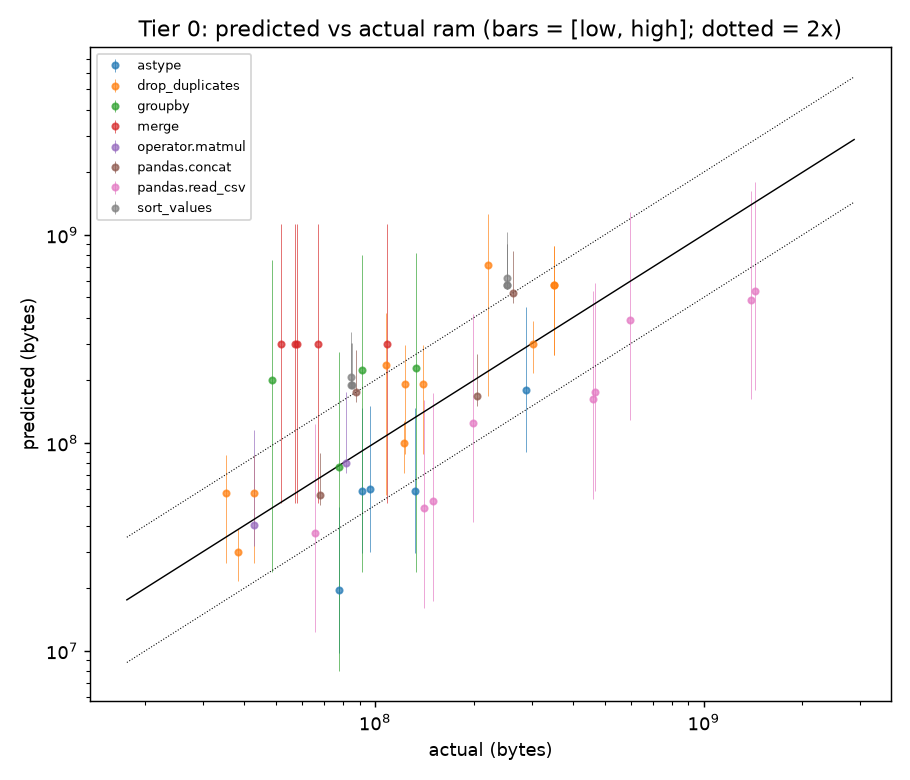 Tier 0: predicted vs actual ram (bars = [low, high]; dotted = 2x)
astype
drop_duplicates
groupby
merge
operator.matmul
pandas.concat
pandas.read_csv
sort_values
predicted (bytes)
10⁹
10⁸
10⁷
10⁸ 10⁹
actual (bytes)